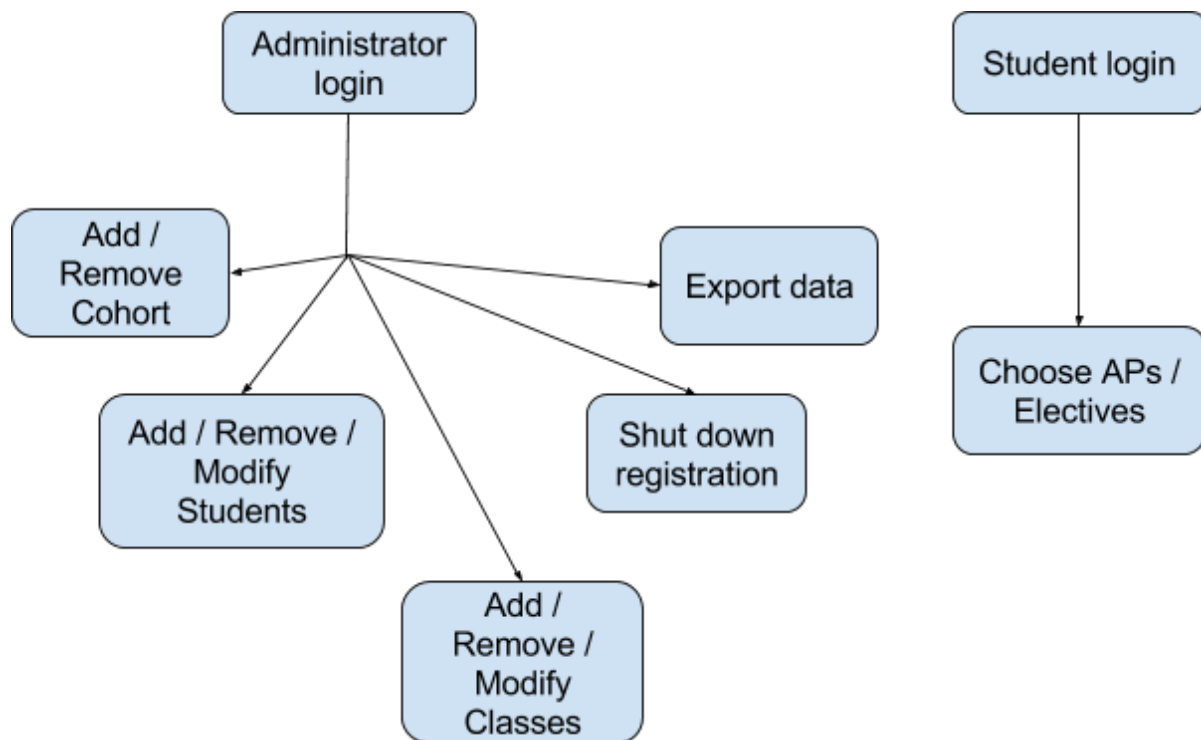 Administrator
login
Student login
Add /
Remove
Cohort
Export data
Choose APs /
Electives
Add / Remove /
Modify
Students
Shut down
registration
Add /
Remove /
Modify
Classes